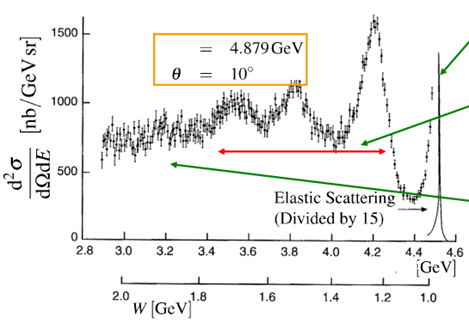 1500
= 4.879 GeV
θ = 10°
1000
500
0
d²σ
dΩdE
[nb/GeV sr]
Elastic Scattering
(Divided by 15)
2.8 3.0 3.2 3.4 3.6 3.8 4.0 4.2 4.4 4.6
[GeV]
2.0 1.8 1.6 1.4 1.2 1.0
W [GeV]